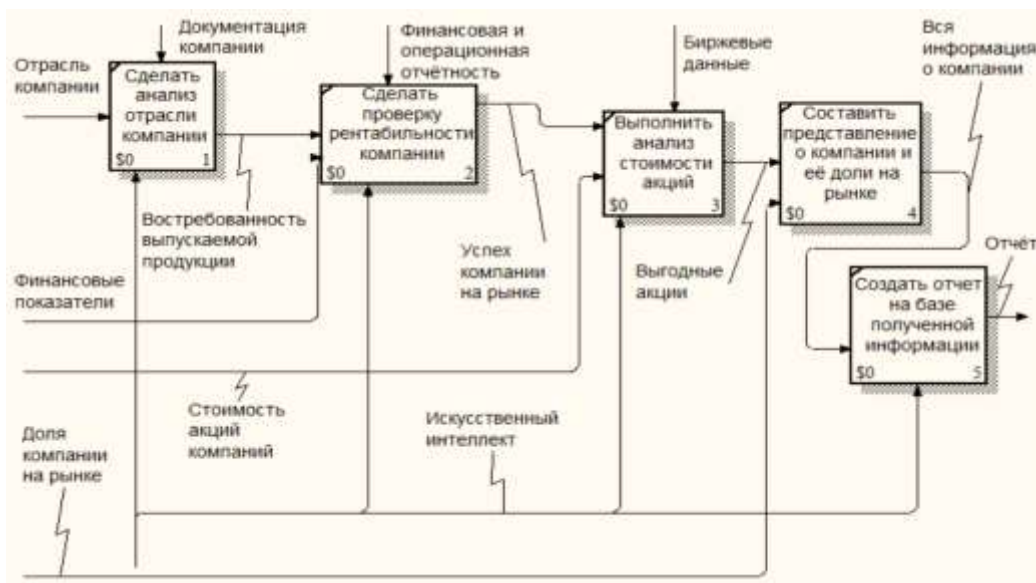 Документация
компании
Финансовая и
операционная
отчётность
Биржевые
данные
Вся
информация
о компании
Отрасль
компании
Сделать
анализ
отрасли
компании
$0 1
Сделать
проверку
рентабильности
компании
$0 2
Выполнить
анализ
стоимости
акций
$0 3
Составить
представление
о компании и
её доли на
рынке
$0 4
Востребованность
выпускаемой
продукции
Успех
компании
на рынке
Выгодные
акции
Отчёт
Финансовые
показатели
Создать отчет
на базе
полученной
информации
$0 5
Стоимость
акций
компаний
Искусственный
интеллект
Доля
компании
на рынке